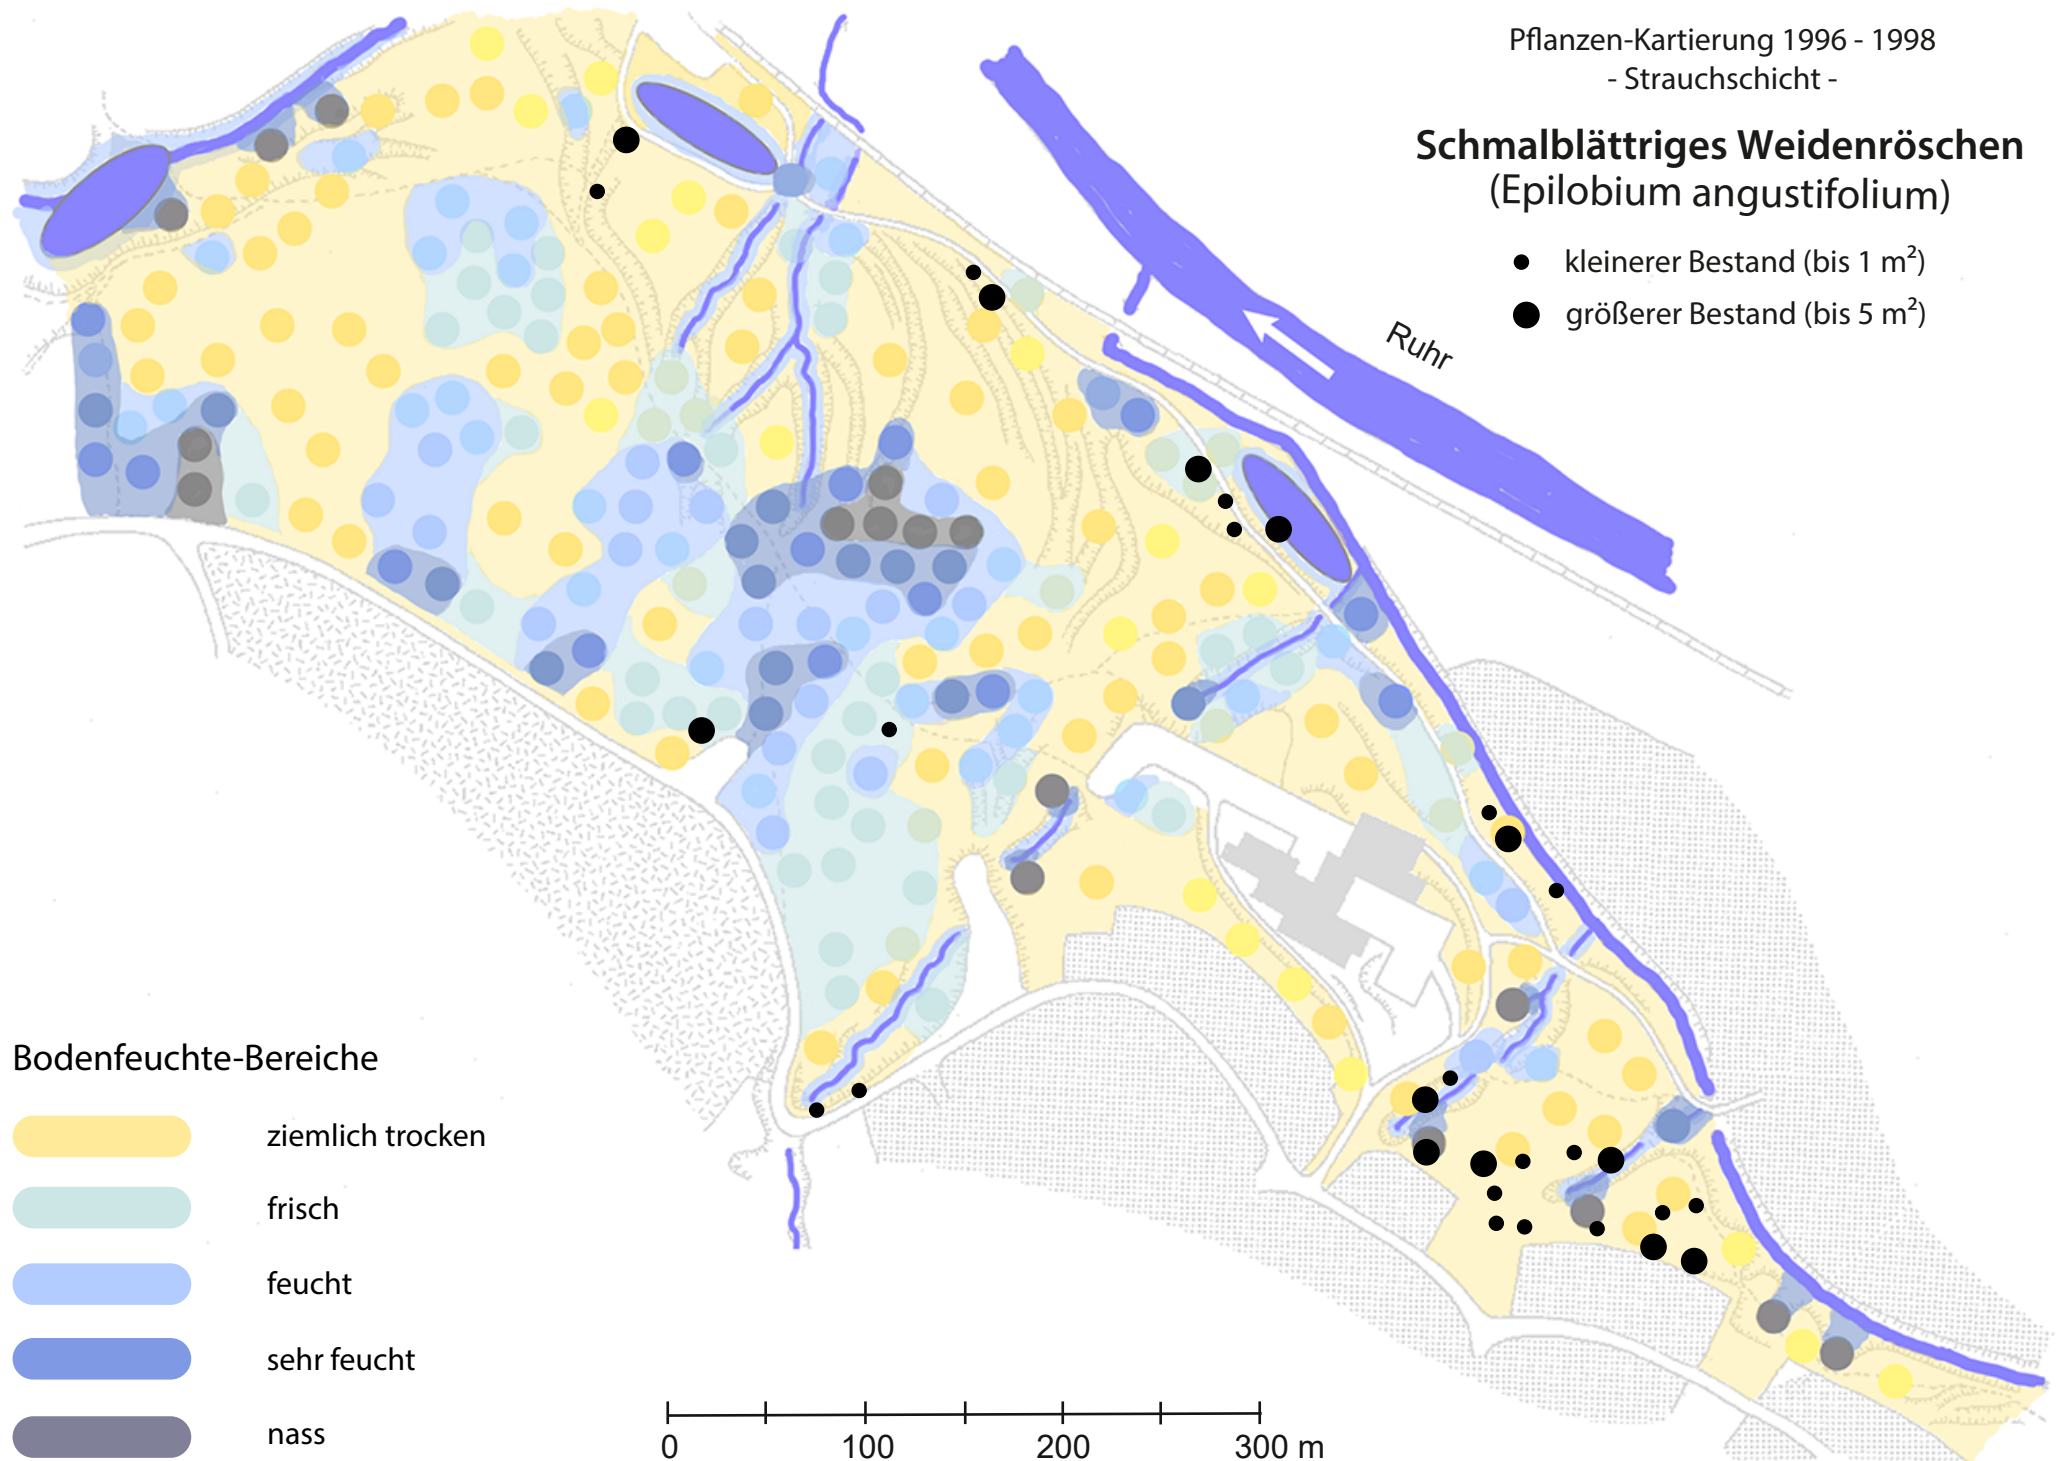 Pflanzen-Kartierung 1996 - 1998
- Strauchschicht -
Schmalblättriges Weidenröschen
(Epilobium angustifolium)
kleinerer Bestand (bis 1 m²)
größerer Bestand (bis 5 m²)
Ruhr
Bodenfeuchte-Bereiche
ziemlich trocken
frisch
feucht
sehr feucht
nass
0 100 200 300 m